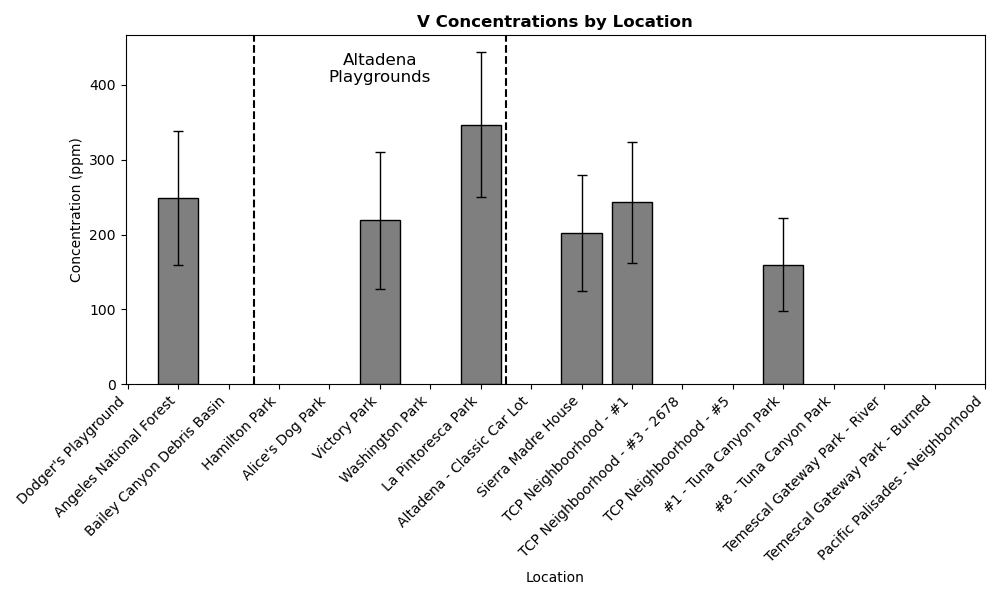 V Concentrations by Location
Altadena
Playgrounds
Concentration (ppm)
400
300
200
100
0
Dodger's Playground
Angeles National Forest
Bailey Canyon Debris Basin
Hamilton Park
Alice's Dog Park
Victory Park
Washington Park
La Pintoresca Park
Altadena - Classic Car Lot
Sierra Madre House
TCP Neighboorhood - #1
TCP Neighboorhood - #3 - 2678
TCP Neighboorhood - #5
#1 - Tuna Canyon Park
#8 - Tuna Canyon Park
Temescal Gateway Park - River
Temescal Gateway Park - Burned
Pacific Palisades - Neighborhood
Location